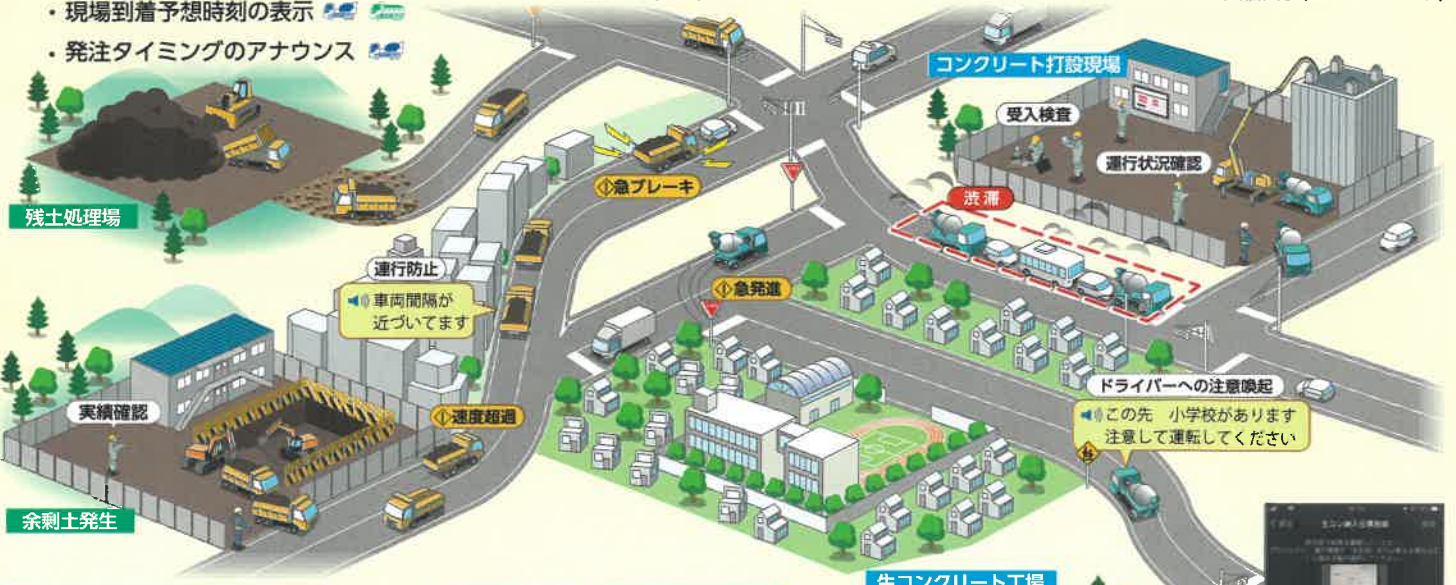 ・現場到着予想時刻の表示
・発注タイミングのアナウンス
コンクリート打設現場
受入検査
運行状況確認
渋滞
残土処理場
急ブレーキ
連行防止
車両間隔が
近づいてます
急発進
ドライバーへの注意喚起
この先 小学校があります
注意して運転してください
実績確認
速度超過
余剰土発生
生コンクリート工場